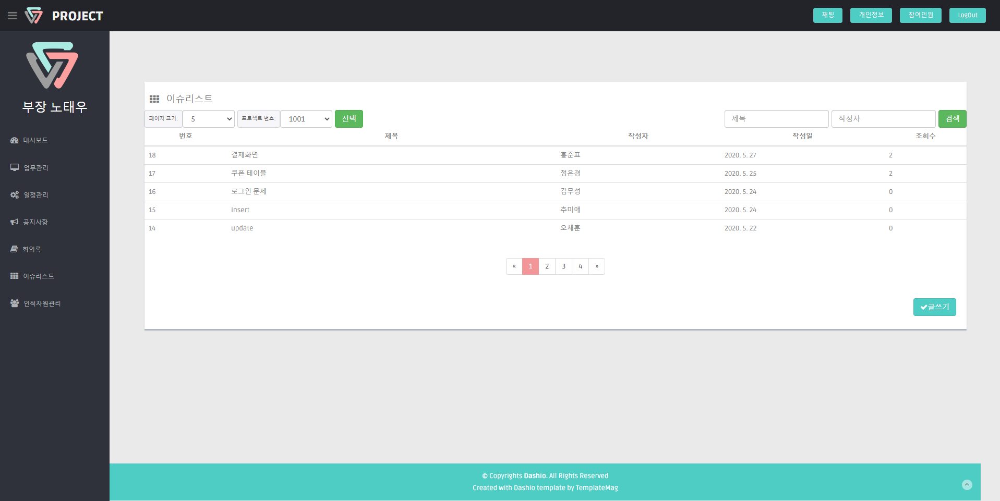 PROJECT
채팅 개인정보 참여인원 LogOut
부장 노태우
대시보드
업무관리
일정관리
공지사항
회의록
이슈리스트
인적자원관리
이슈리스트
페이지 크기: 5 프로젝트 번호: 1001 선택 제목 작성자 검색
번호 제목 작성자 작성일 조회수
18 결제화면 홍준표 2020. 5. 27 2
17 쿠폰 테이블 정은경 2020. 5. 25 2
16 로그인 문제 김무성 2020. 5. 24 0
15 insert 추미애 2020. 5. 24 0
14 update 오세훈 2020. 5. 22 0
« 1 2 3 4 »
글쓰기
© Copyrights Dashio. All Rights Reserved
Created with Dashio template by TemplateMag